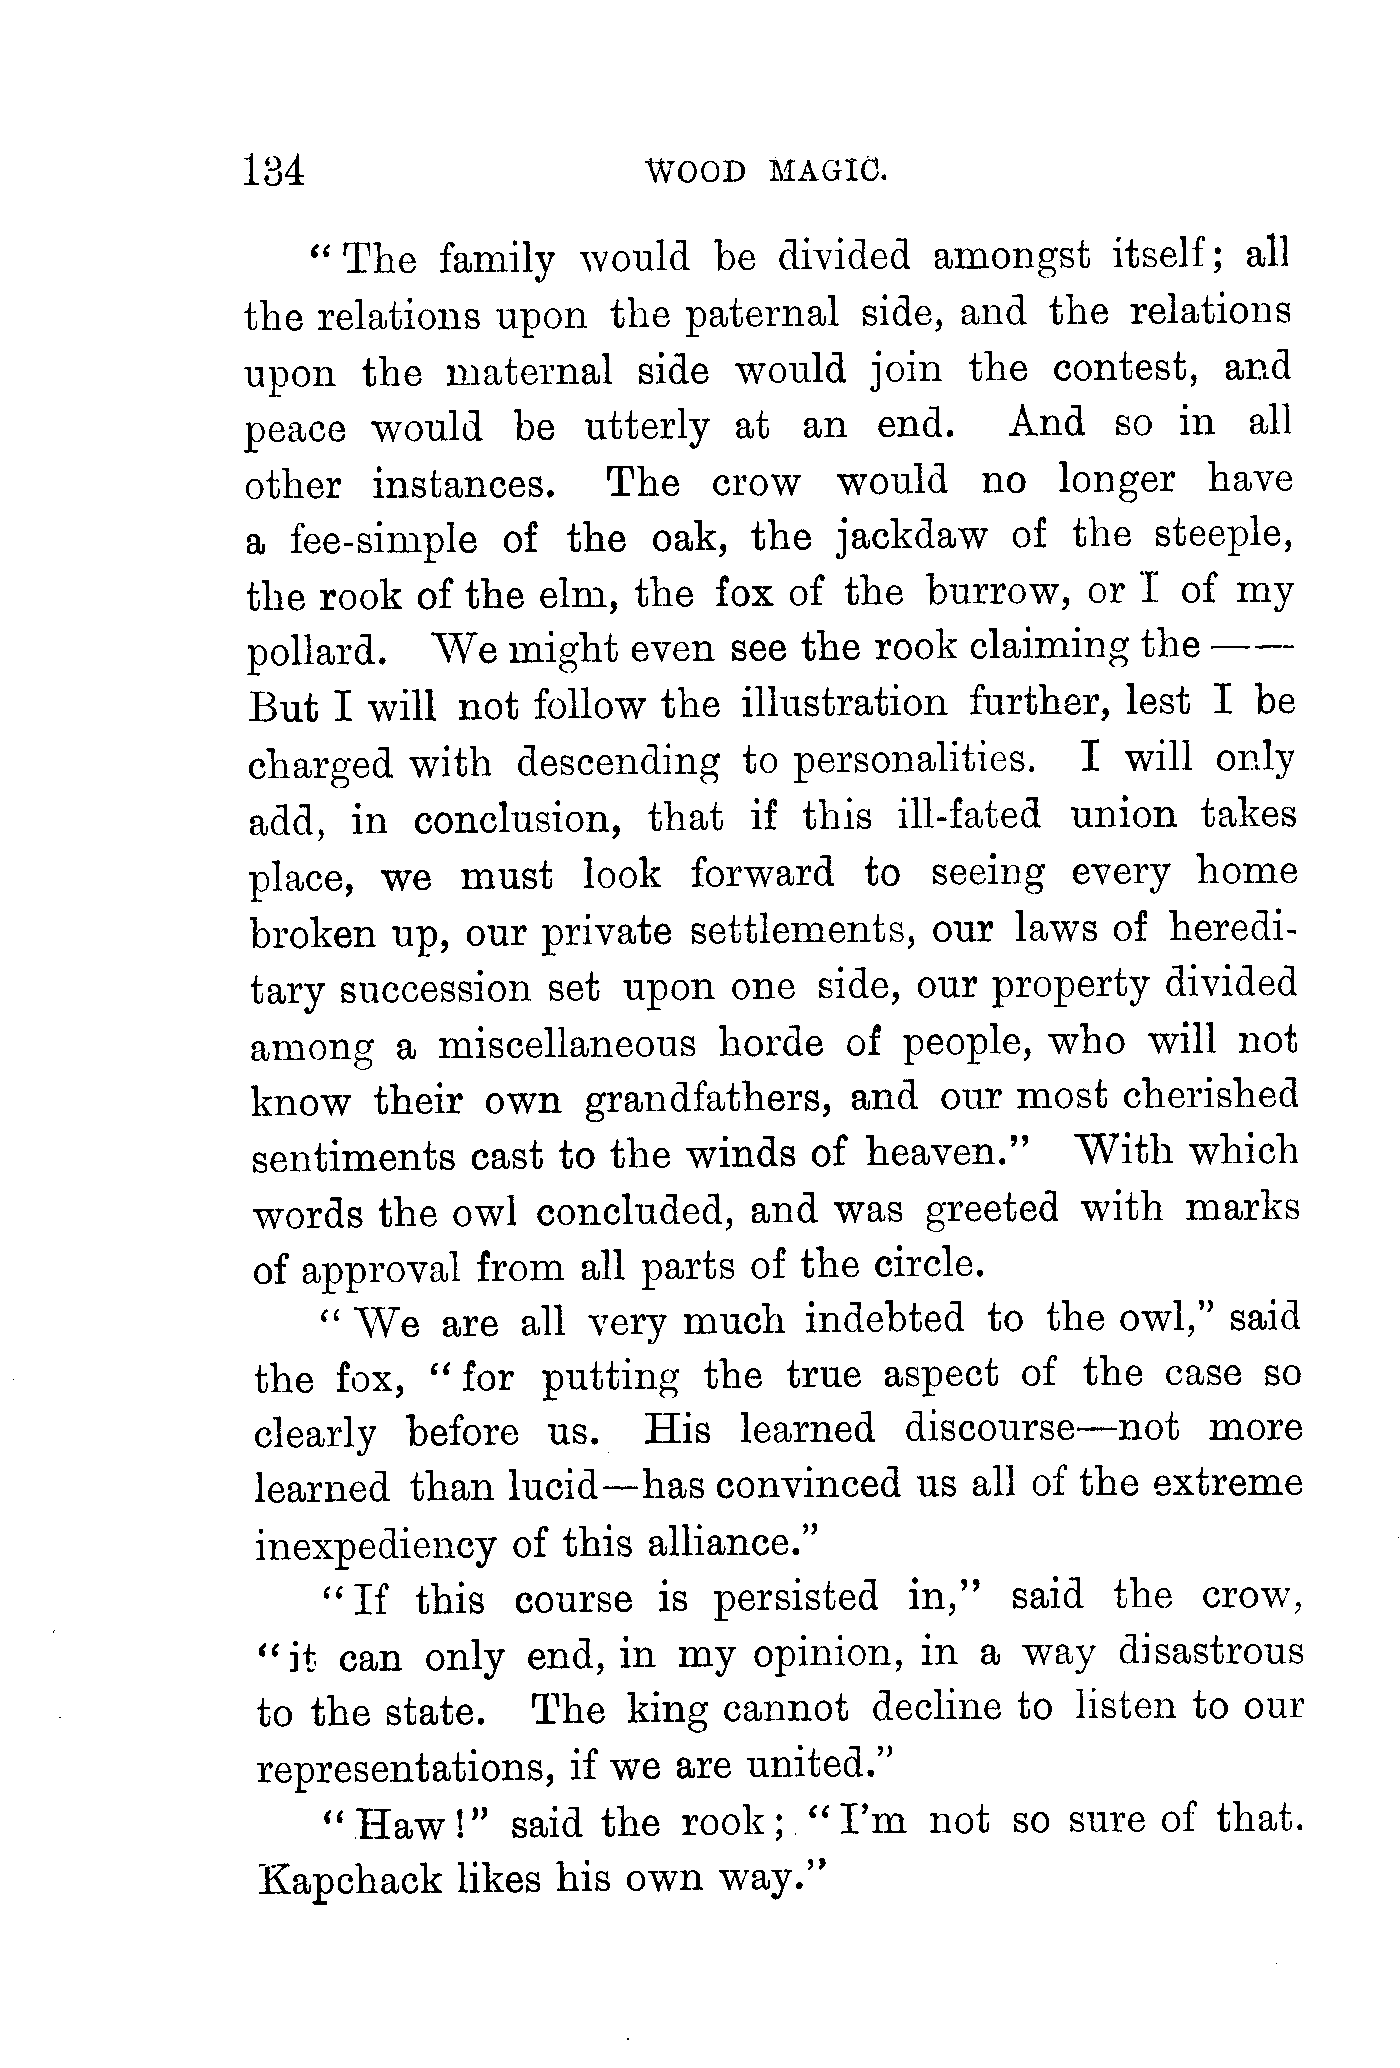 134 WOOD MAGIC.
“The family would be divided amongst itself; all
the relations upon the paternal side, and the relations
upon the maternal side would join the contest, and
peace would be utterly at an end. And so in all
other instances. The crow would no longer have
a fee-simple of the oak, the jackdaw of the steeple,
the rook of the elm, the fox of the burrow, or I of my
pollard. We might even see the rook claiming the ——
But I will not follow the illustration further, lest I be
charged with descending to personalities. I will only
add, in conclusion, that if this ill-fated union takes
place, we must look forward to seeing every home
broken up, our private settlements, our laws of heredi-
tary succession set upon one side, our property divided
among a miscellaneous horde of people, who will not
know their own grandfathers, and our most cherished
sentiments cast to the winds of heaven.” With which
words the owl concluded, and was greeted with marks
of approval from all parts of the circle.
“We are all very much indebted to the owl,” said
the fox, “for putting the true aspect of the case so
clearly before us. His learned discourse—not more
learned than lucid—has convinced us all of the extreme
inexpediency of this alliance.”
“If this course is persisted in,” said the crow,
“it can only end, in my opinion, in a way disastrous
to the state. The king cannot decline to listen to our
representations, if we are united.”
“Haw!” said the rook; “I’m not so sure of that.
Kapchack likes his own way.”